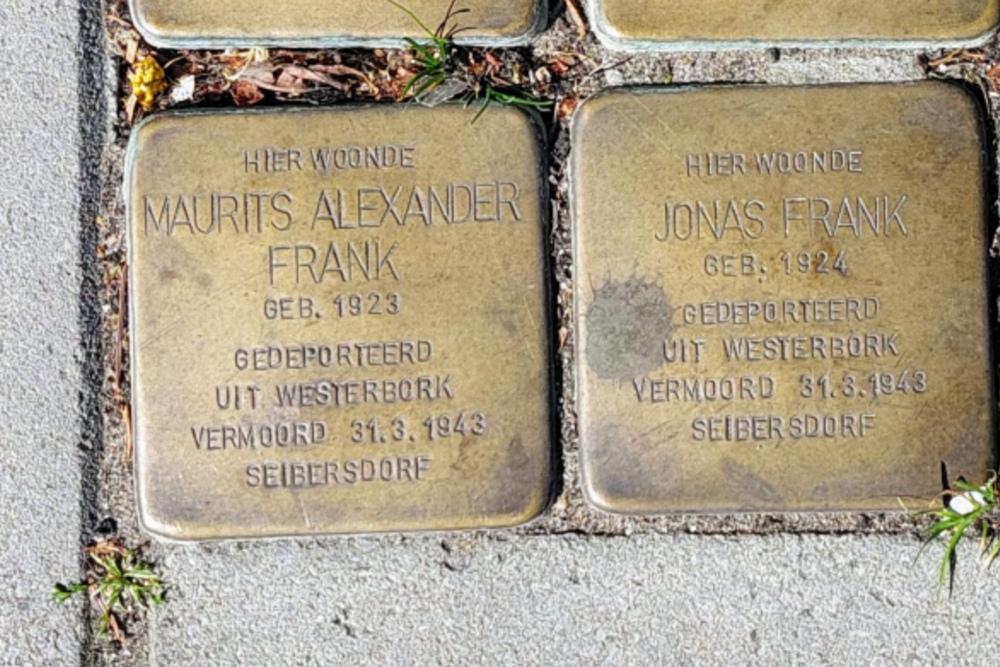 HIER WOONDE
MAURITS ALEXANDER
FRANK
GEB. 1923
GEDEPORTEERD
UIT WESTERBORK
VERMOORD 31.3.1943
SEIBERSDORF
HIER WOONDE
JONAS FRANK
GEB. 1924
GEDEPORTEERD
UIT WESTERBORK
VERMOORD 31.3.1943
SEIBERSDORF